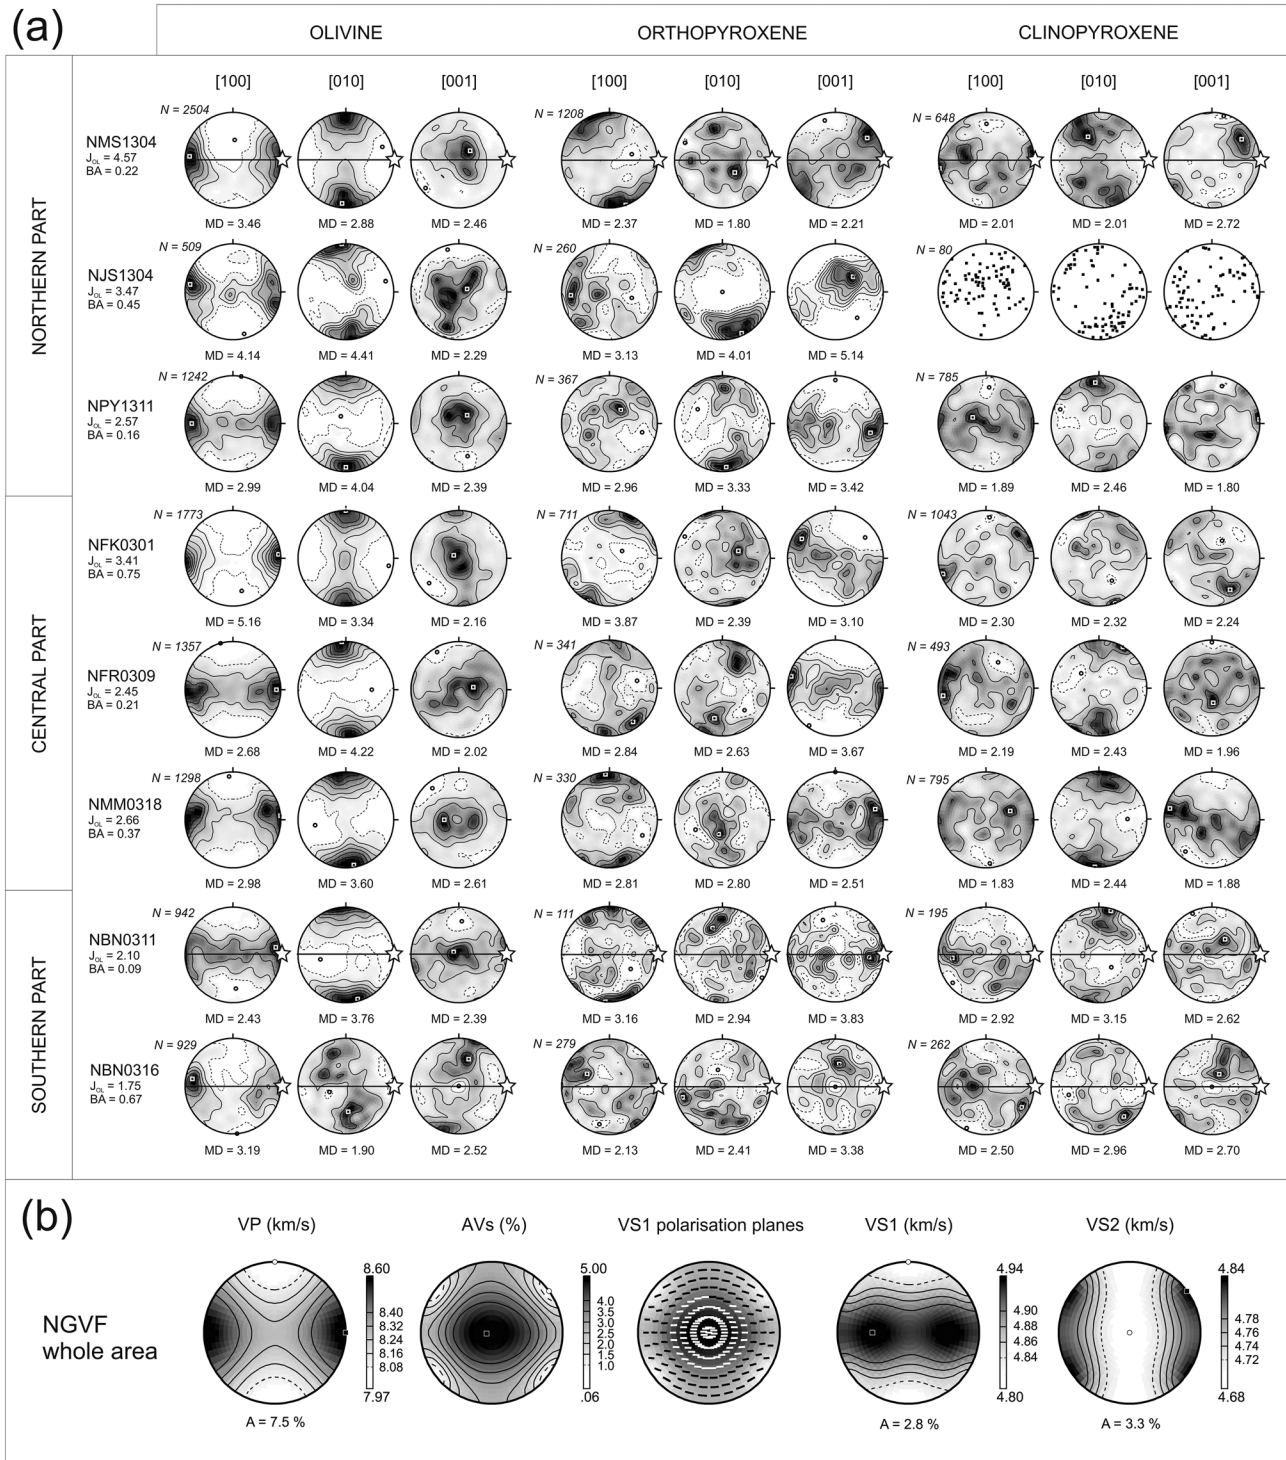 (a)
OLIVINE ORTHOPYROXENE CLINOPYROXENE
[100] [010] [001] [100] [010] [001] [100] [010] [001]
NORTHERN PART
N = 2504 N = 1208 N = 648
NMS1304
JOL = 4.57
BA = 0.22
MD = 3.46 MD = 2.88 MD = 2.46 MD = 2.37 MD = 1.80 MD = 2.21 MD = 2.01 MD = 2.01 MD = 2.72
N = 509 N = 260 N = 80
NJS1304
JOL = 3.47
BA = 0.45
MD = 4.14 MD = 4.41 MD = 2.29 MD = 3.13 MD = 4.01 MD = 5.14
N = 1242 N = 367 N = 785
NPY1311
JOL = 2.57
BA = 0.16
MD = 2.99 MD = 4.04 MD = 2.39 MD = 2.96 MD = 3.33 MD = 3.42 MD = 1.89 MD = 2.46 MD = 1.80
CENTRAL PART
N = 1773 N = 711 N = 1043
NFK0301
JOL = 3.41
BA = 0.75
MD = 5.16 MD = 3.34 MD = 2.16 MD = 3.87 MD = 2.39 MD = 3.10 MD = 2.30 MD = 2.32 MD = 2.24
N = 1357 N = 341 N = 493
NFR0309
JOL = 2.45
BA = 0.21
MD = 2.68 MD = 4.22 MD = 2.02 MD = 2.84 MD = 2.63 MD = 3.67 MD = 2.19 MD = 2.43 MD = 1.96
N = 1298 N = 330 N = 795
NMM0318
JOL = 2.66
BA = 0.37
MD = 2.98 MD = 3.60 MD = 2.61 MD = 2.81 MD = 2.80 MD = 2.51 MD = 1.83 MD = 2.44 MD = 1.88
SOUTHERN PART
N = 942 N = 111 N = 195
NBN0311
JOL = 2.10
BA = 0.09
MD = 2.43 MD = 3.76 MD = 2.39 MD = 3.16 MD = 2.94 MD = 3.83 MD = 2.92 MD = 3.15 MD = 2.62
N = 929 N = 279 N = 262
NBN0316
JOL = 1.75
BA = 0.67
MD = 3.19 MD = 1.90 MD = 2.52 MD = 2.13 MD = 2.41 MD = 3.38 MD = 2.50 MD = 2.96 MD = 2.70
(b)
VP (km/s) AVs (%) VS1 polarisation planes VS1 (km/s) VS2 (km/s)
NGVF
whole area
8.60
8.40
8.32
8.24
8.16
8.08
7.97
A = 7.5 %
5.00
4.0
3.5
3.0
2.5
2.0
1.5
1.0
.06
4.94
4.90
4.88
4.86
4.84
4.80
A = 2.8 %
4.84
4.78
4.76
4.74
4.72
4.68
A = 3.3 %